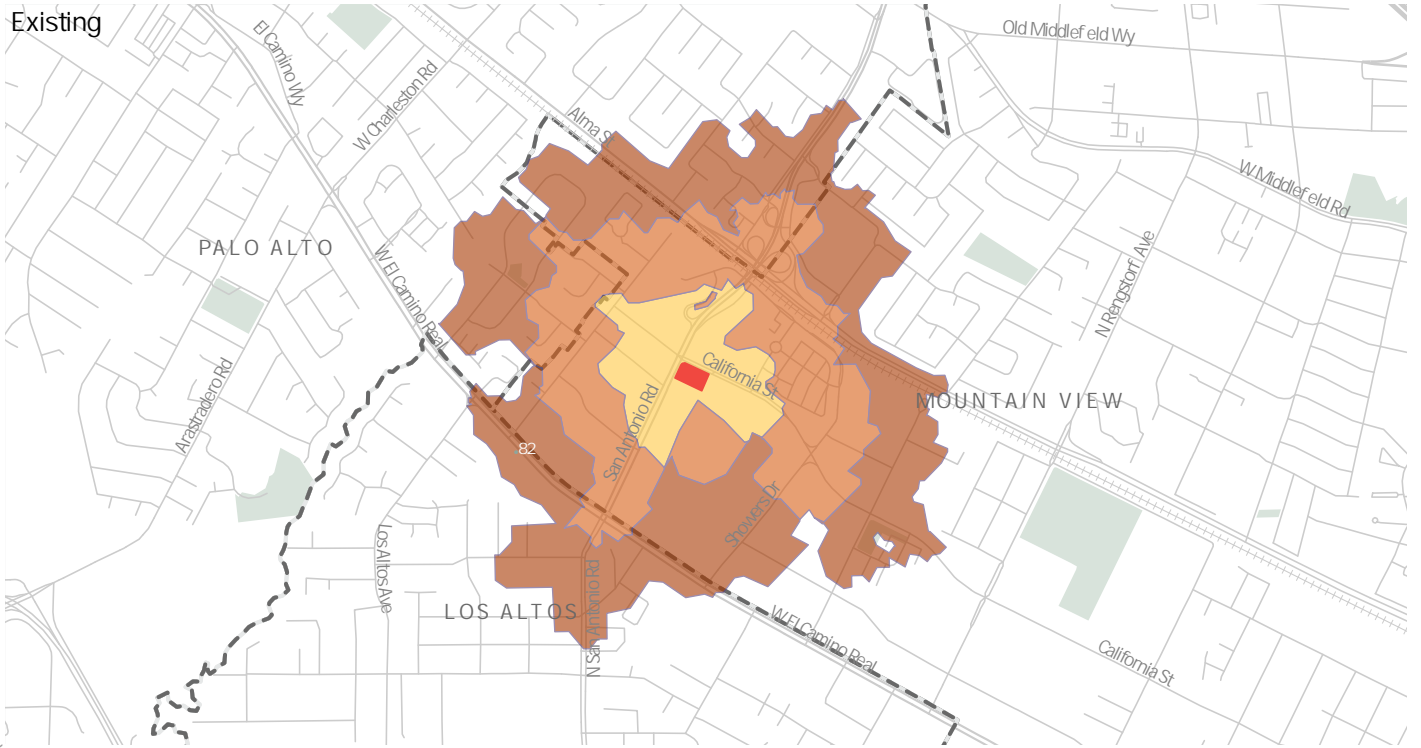 Existing
Old Middlefield Wy
El Camino Wy
W Charleston Rd
Alma St
W Middlefield Rd
PALO ALTO
W El Camino Real
N Rengstorf Ave
California St
Arastradero Rd
San Antonio Rd
MOUNTAIN VIEW
82
Showers Dr
Los Altos Ave
LOS ALTOS
N San Antonio Rd
W El Camino Real
California St